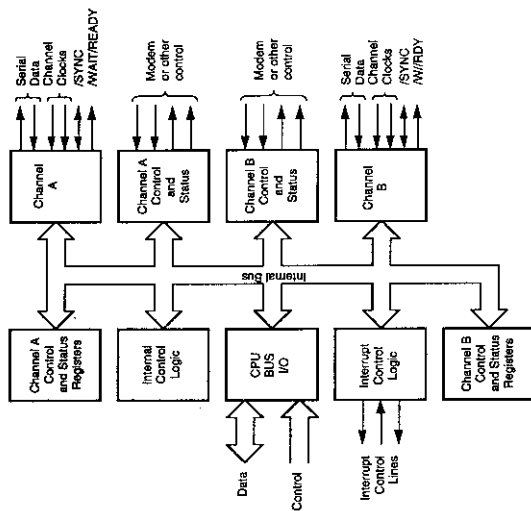 Channel A
Control
and Status
Registers
Internal
Control
Logic
CPU
BUS
I/O
Interrupt
Control
Logic
Channel B
Control
and Status
Registers
Data
Control
Interrupt
Control
Lines
Internal bus
Channel
A
Channel A
Control
and
Status
Channel B
Control
and
Status
Channel
B
Serial
Data
Channel
Clocks
/SYNC
/WAIT/READY
Modem
or other
control
Modem
or other
control
Serial
Data
Channel
Clocks
/SYNC
/W//RDY